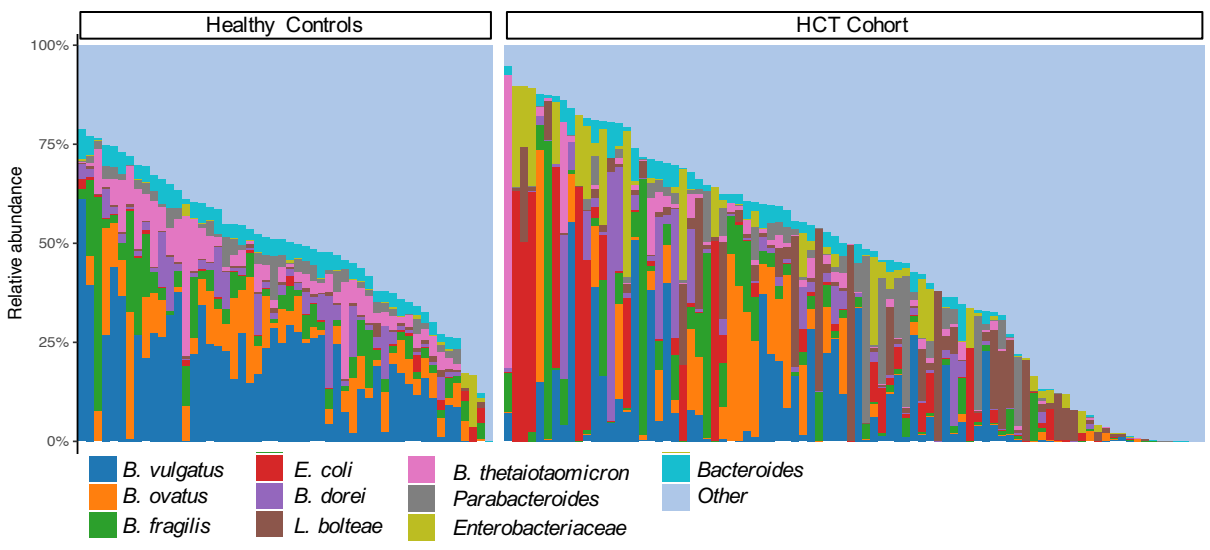 Healthy Controls
HCT Cohort
100%
75%
50%
25%
0%
Relative abundance
B. vulgatus
E. coli
B. thetaiotaomicron
Bacteroides
B. ovatus
B. dorei
Parabacteroides
Other
B. fragilis
L. bolteae
Enterobacteriaceae